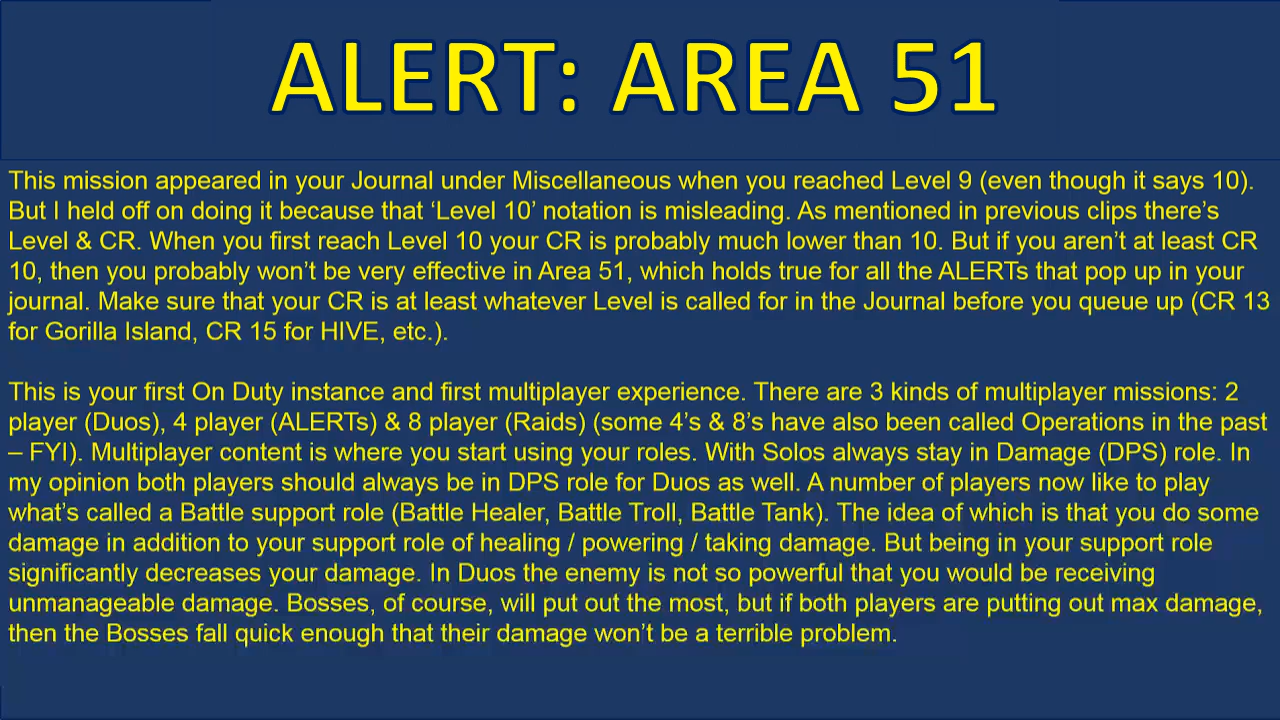 ALERT: AREA 51
This mission appeared in your Journal under Miscellaneous when you reached Level 9 (even though it says 10).
But I held off on doing it because that ‘Level 10’ notation is misleading. As mentioned in previous clips there’s
Level & CR. When you first reach Level 10 your CR is probably much lower than 10. But if you aren’t at least CR
10, then you probably won’t be very effective in Area 51, which holds true for all the ALERTs that pop up in your
journal. Make sure that your CR is at least whatever Level is called for in the Journal before you queue up (CR 13
for Gorilla Island, CR 15 for HIVE, etc.).
This is your first On Duty instance and first multiplayer experience. There are 3 kinds of multiplayer missions: 2
player (Duos), 4 player (ALERTs) & 8 player (Raids) (some 4’s & 8’s have also been called Operations in the past
– FYI). Multiplayer content is where you start using your roles. With Solos always stay in Damage (DPS) role. In
my opinion both players should always be in DPS role for Duos as well. A number of players now like to play
what’s called a Battle support role (Battle Healer, Battle Troll, Battle Tank). The idea of which is that you do some
damage in addition to your support role of healing / powering / taking damage. But being in your support role
significantly decreases your damage. In Duos the enemy is not so powerful that you would be receiving
unmanageable damage. Bosses, of course, will put out the most, but if both players are putting out max damage,
then the Bosses fall quick enough that their damage won’t be a terrible problem.